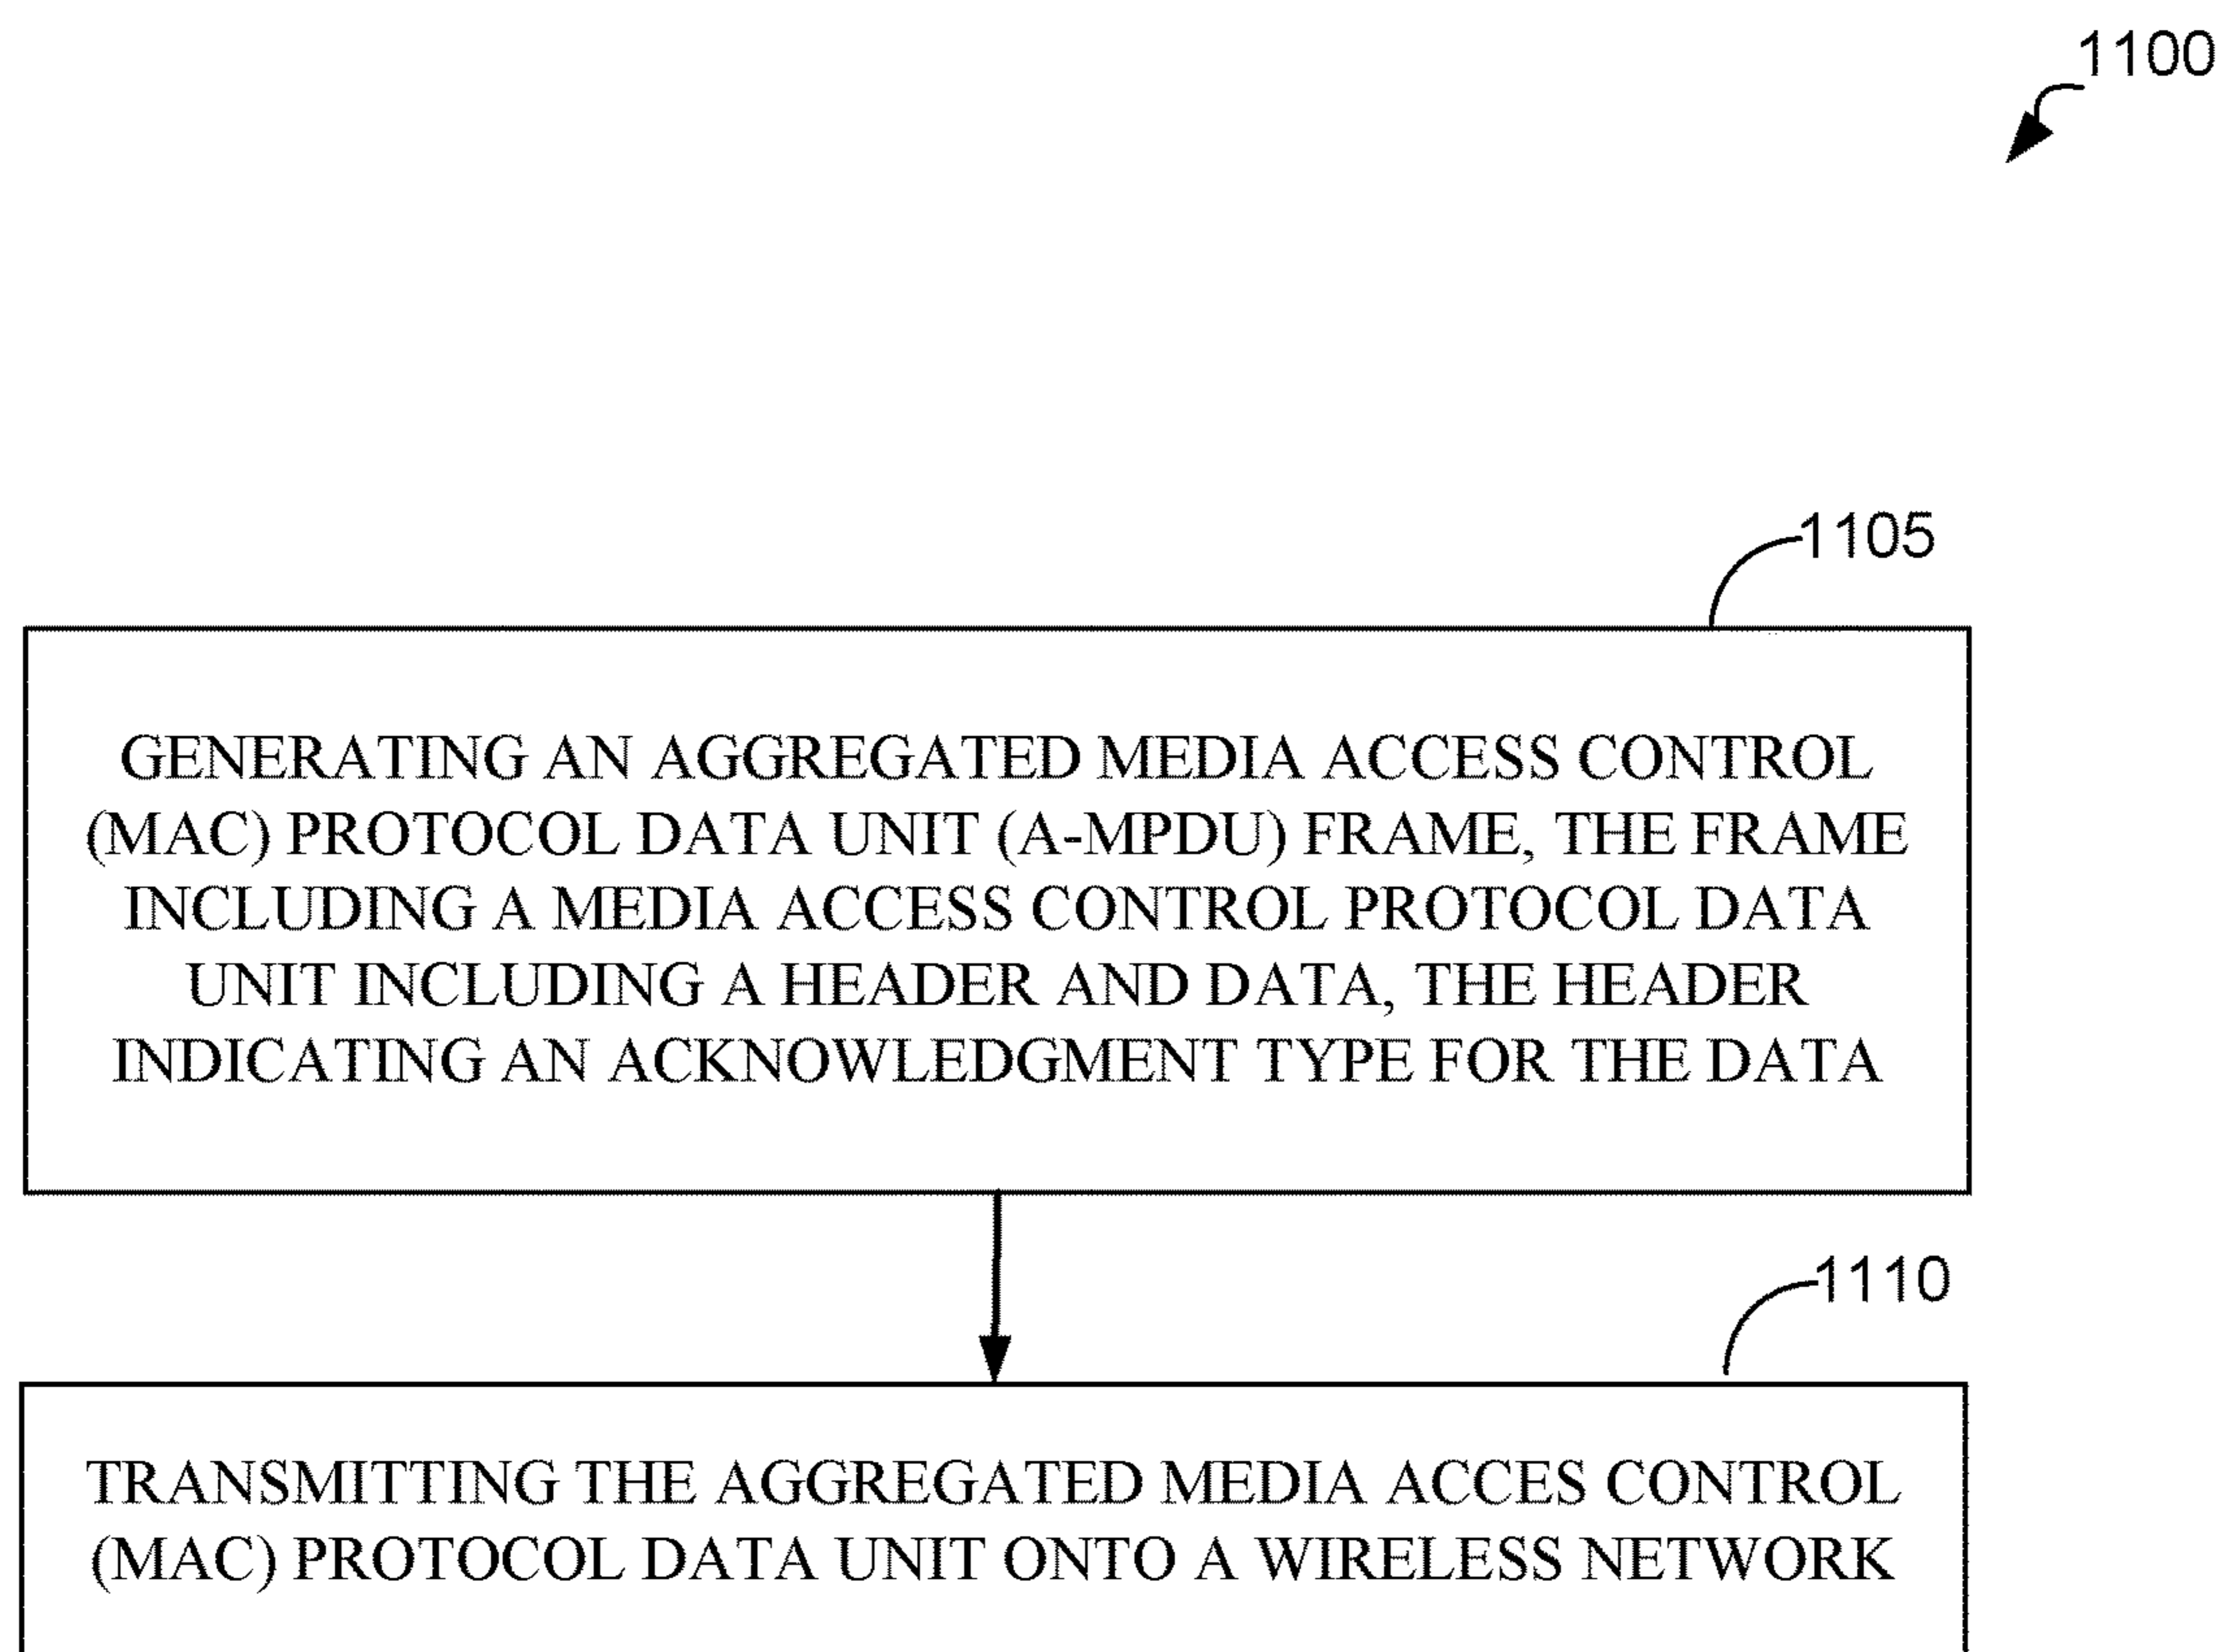 1100
1105
GENERATING AN AGGREGATED MEDIA ACCESS CONTROL
(MAC) PROTOCOL DATA UNIT (A-MPDU) FRAME, THE FRAME
INCLUDING A MEDIA ACCESS CONTROL PROTOCOL DATA
UNIT INCLUDING A HEADER AND DATA, THE HEADER
INDICATING AN ACKNOWLEDGMENT TYPE FOR THE DATA
1110
TRANSMITTING THE AGGREGATED MEDIA ACCES CONTROL
(MAC) PROTOCOL DATA UNIT ONTO A WIRELESS NETWORK